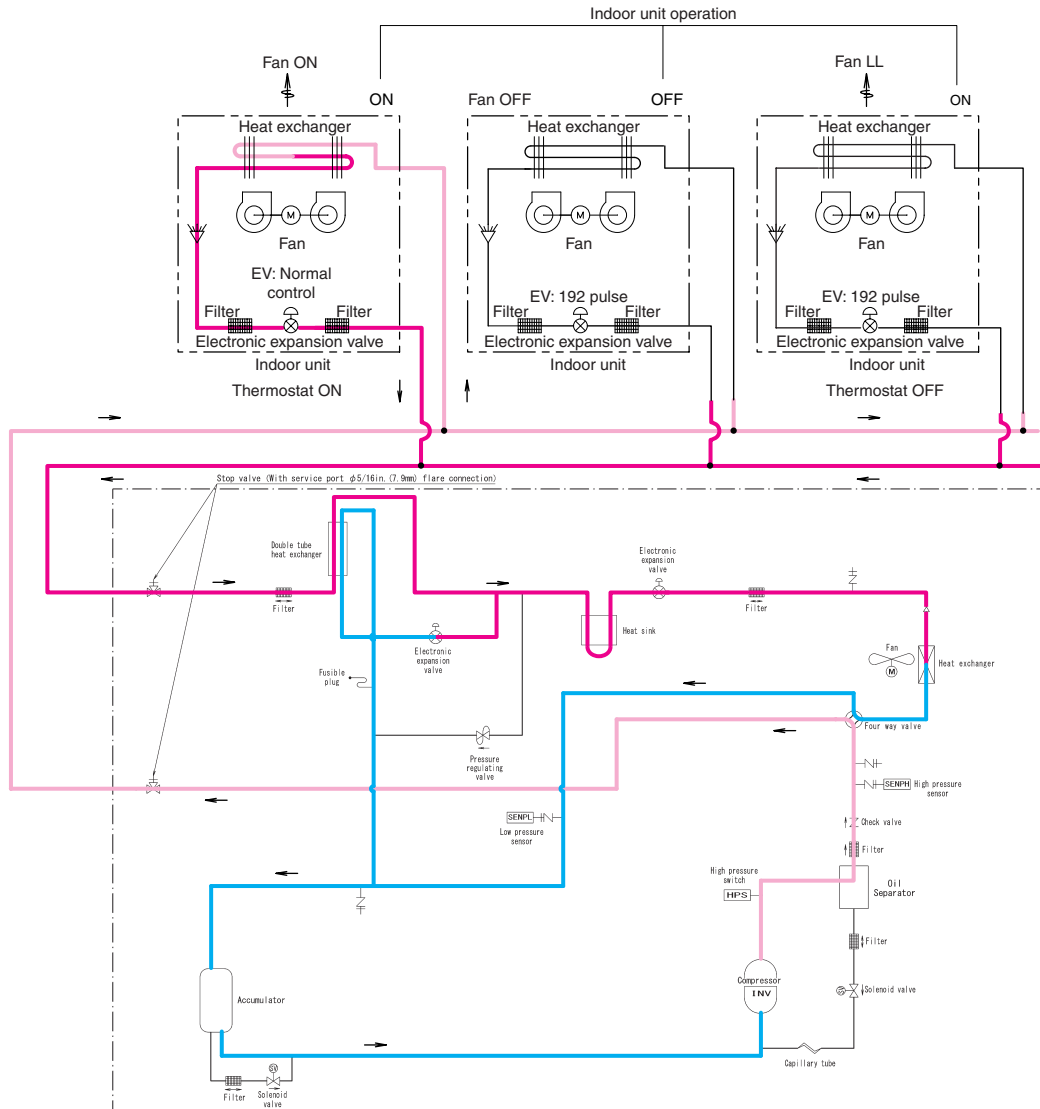 Indoor unit operation
Fan ON
ON
Fan OFF
OFF
Fan LL
ON
Heat exchanger
Heat exchanger
Heat exchanger
M
M
M
Fan
Fan
Fan
EV: Normal
control
EV: 192 pulse
EV: 192 pulse
Filter
Filter
Filter
Filter
Filter
Filter
Electronic expansion valve
Electronic expansion valve
Electronic expansion valve
Indoor unit
Indoor unit
Indoor unit
Thermostat ON
Thermostat OFF
Stop valve (With service port φ5/16in.(7.9mm) flare connection)
Double tube
heat exchanger
Electronic
expansion
valve
Filter
Filter
Heat sink
Electronic
expansion
valve
Fan
M
Heat exchanger
Fusible
plug
Four way valve
Pressure
regulating
valve
SENPH
High pressure
sensor
SENPL
Low pressure
sensor
Check valve
Filter
High pressure
switch
HPS
Oil
Separator
Filter
Compressor
INV
Accumulator
Solenoid valve
Capillary tube
SV
Filter
Solenoid
valve